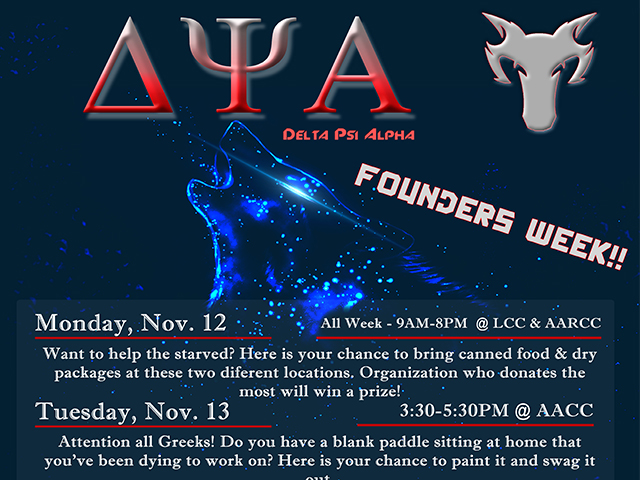 ΔΨΑ
Delta Psi Alpha
FOUNDERS WEEK!!
Monday, Nov. 12
All Week - 9AM-8PM @ LCC & AARCC
Want to help the starved? Here is your chance to bring canned food & dry
packages at these two diferent locations. Organization who donates the
most will win a prize!
Tuesday, Nov. 13
3:30-5:30PM @ AACC
Attention all Greeks! Do you have a blank paddle sitting at home that
you've been dying to work on? Here is your chance to paint it and swag it